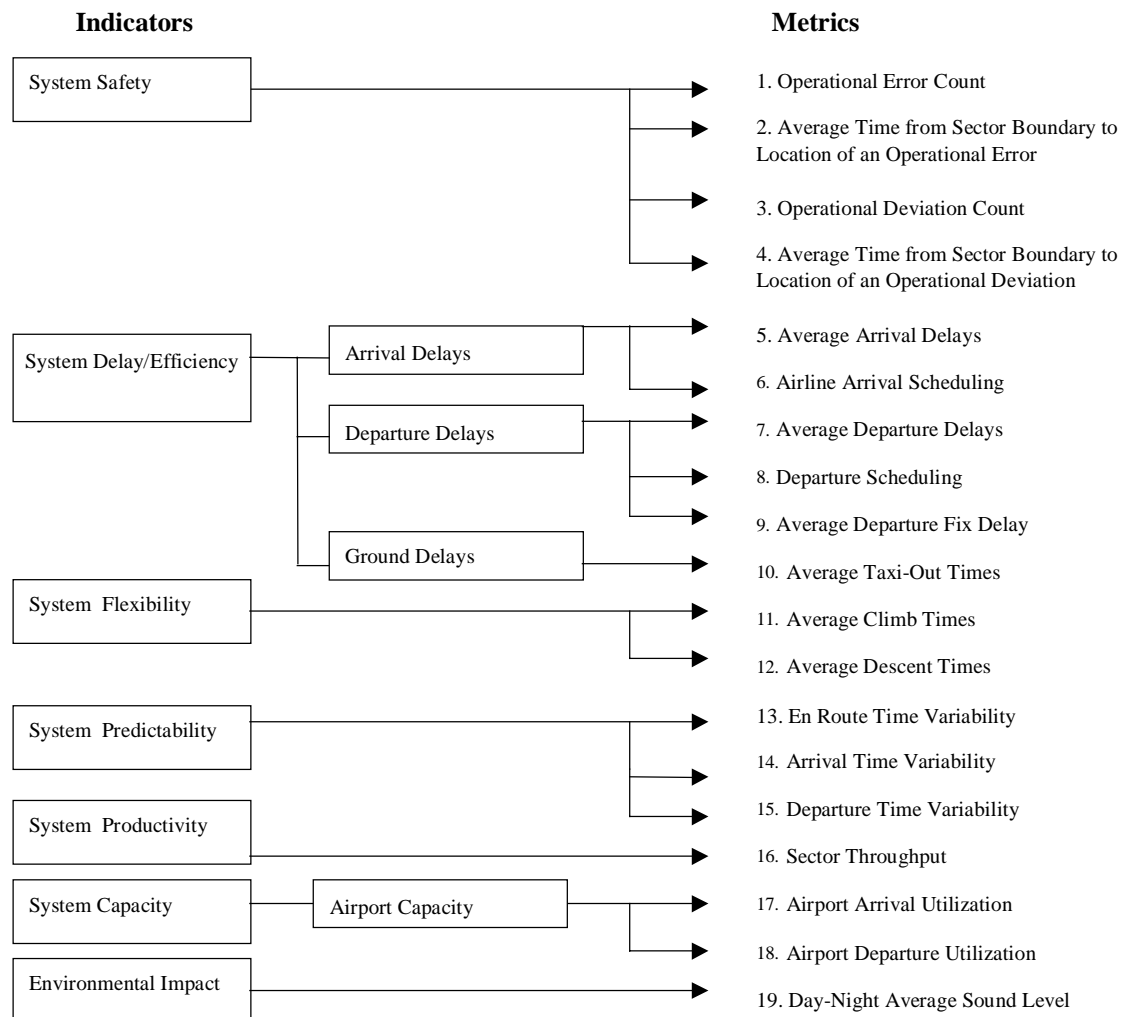 Indicators
Metrics
System Safety
1. Operational Error Count
2. Average Time from Sector Boundary to
Location of an Operational Error
3. Operational Deviation Count
4. Average Time from Sector Boundary to
Location of an Operational Deviation
System Delay/Efficiency
Arrival Delays
5. Average Arrival Delays
6. Airline Arrival Scheduling
Departure Delays
7. Average Departure Delays
8. Departure Scheduling
9. Average Departure Fix Delay
Ground Delays
10. Average Taxi-Out Times
System Flexibility
11. Average Climb Times
12. Average Descent Times
System Predictability
13. En Route Time Variability
14. Arrival Time Variability
15. Departure Time Variability
System Productivity
16. Sector Throughput
System Capacity
Airport Capacity
17. Airport Arrival Utilization
18. Airport Departure Utilization
Environmental Impact
19. Day-Night Average Sound Level